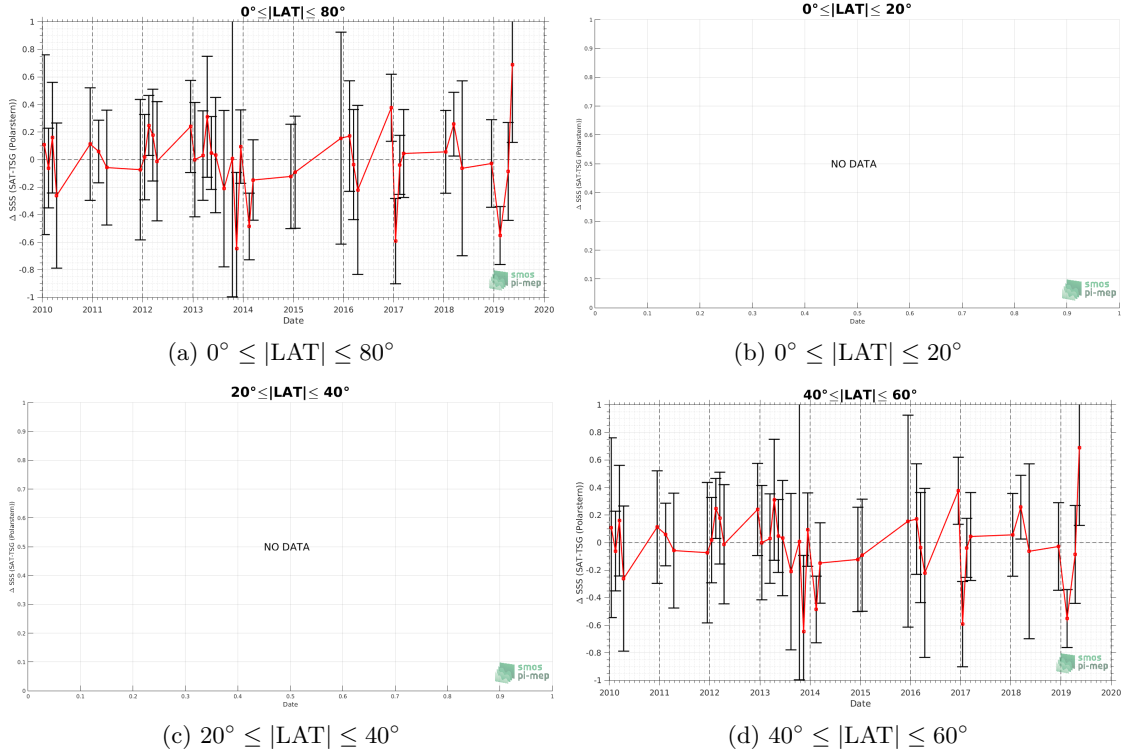 0°≤|LAT|≤ 80°
Δ SSS (SAT-TSG (Polarstern))
1
0.8
0.6
0.4
0.2
0
-0.2
-0.4
-0.6
-0.8
-1
2010 2011 2012 2013 2014 2015 2016 2017 2018 2019 2020
Date
smos
pi-mep
(a) 0° ≤ |LAT| ≤ 80°
0°≤|LAT|≤ 20°
Δ SSS (SAT-TSG (Polarstern))
1
0.9
0.8
0.7
0.6
0.5
0.4
0.3
0.2
0.1
0
NO DATA
0 0.1 0.2 0.3 0.4 0.5 0.6 0.7 0.8 0.9 1
Date
smos
pi-mep
(b) 0° ≤ |LAT| ≤ 20°
20°≤|LAT|≤ 40°
Δ SSS (SAT-TSG (Polarstern))
1
0.9
0.8
0.7
0.6
0.5
0.4
0.3
0.2
0.1
0
NO DATA
0 0.1 0.2 0.3 0.4 0.5 0.6 0.7 0.8 0.9 1
Date
smos
pi-mep
(c) 20° ≤ |LAT| ≤ 40°
40°≤|LAT|≤ 60°
Δ SSS (SAT-TSG (Polarstern))
1
0.8
0.6
0.4
0.2
0
-0.2
-0.4
-0.6
-0.8
-1
2010 2011 2012 2013 2014 2015 2016 2017 2018 2019 2020
Date
smos
pi-mep
(d) 40° ≤ |LAT| ≤ 60°